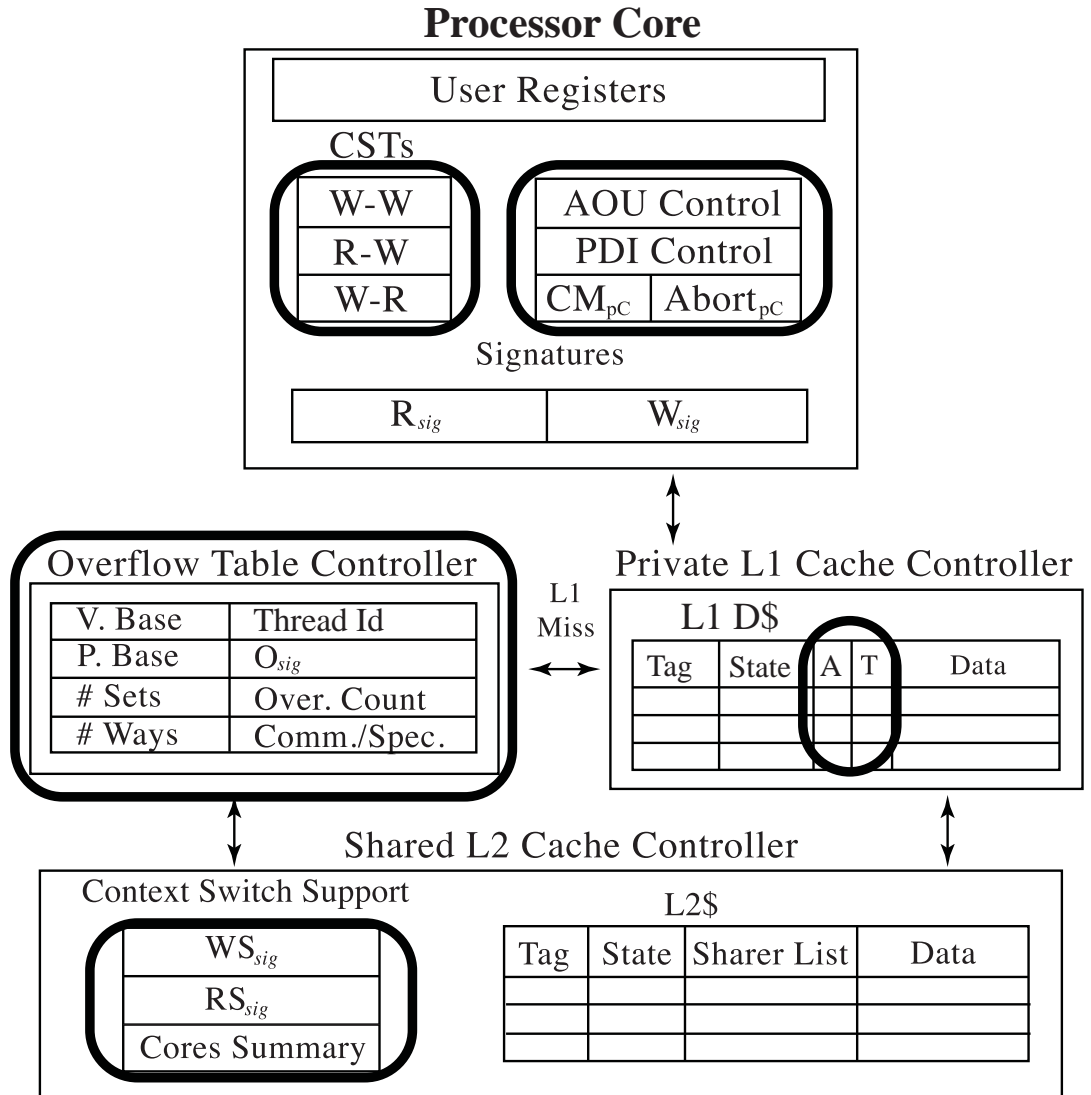 Processor Core
User Registers
CSTs
W-W
R-W
W-R
AOU Control
PDI Control
CMpC Abortpc
Signatures
Rsig Wsig
Overflow Table Controller
V. Base Thread Id
P. Base Osig
# Sets Over. Count
# Ways Comm./Spec.
L1
Miss
Private L1 Cache Controller
L1 D$
Tag State A T Data
Shared L2 Cache Controller
Context Switch Support
WSsig
RSsig
Cores Summary
L2$
Tag State Sharer List Data